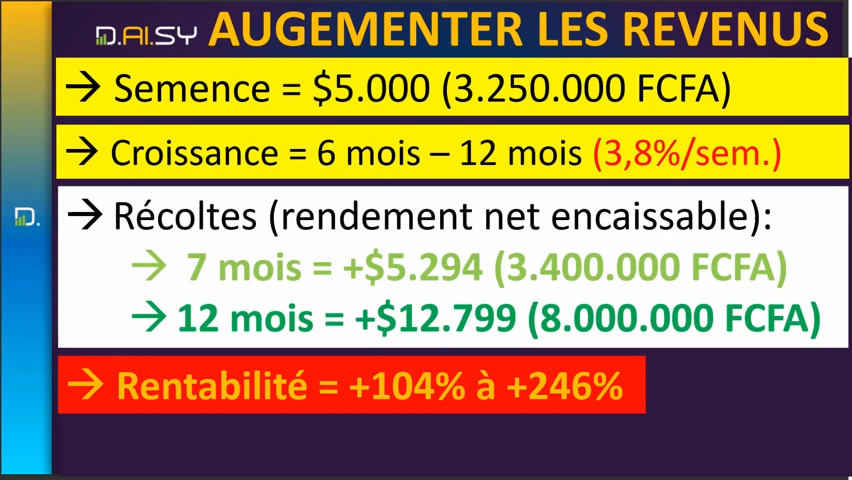 D.AI.SY AUGEMENTER LES REVENUS
→ Semence = $5.000 (3.250.000 FCFA)
→ Croissance = 6 mois – 12 mois (3,8%/sem.)
D.
→ Récoltes (rendement net encaissable):
→ 7 mois = +$5.294 (3.400.000 FCFA)
→ 12 mois = +$12.799 (8.000.000 FCFA)
→ Rentabilité = +104% à +246%